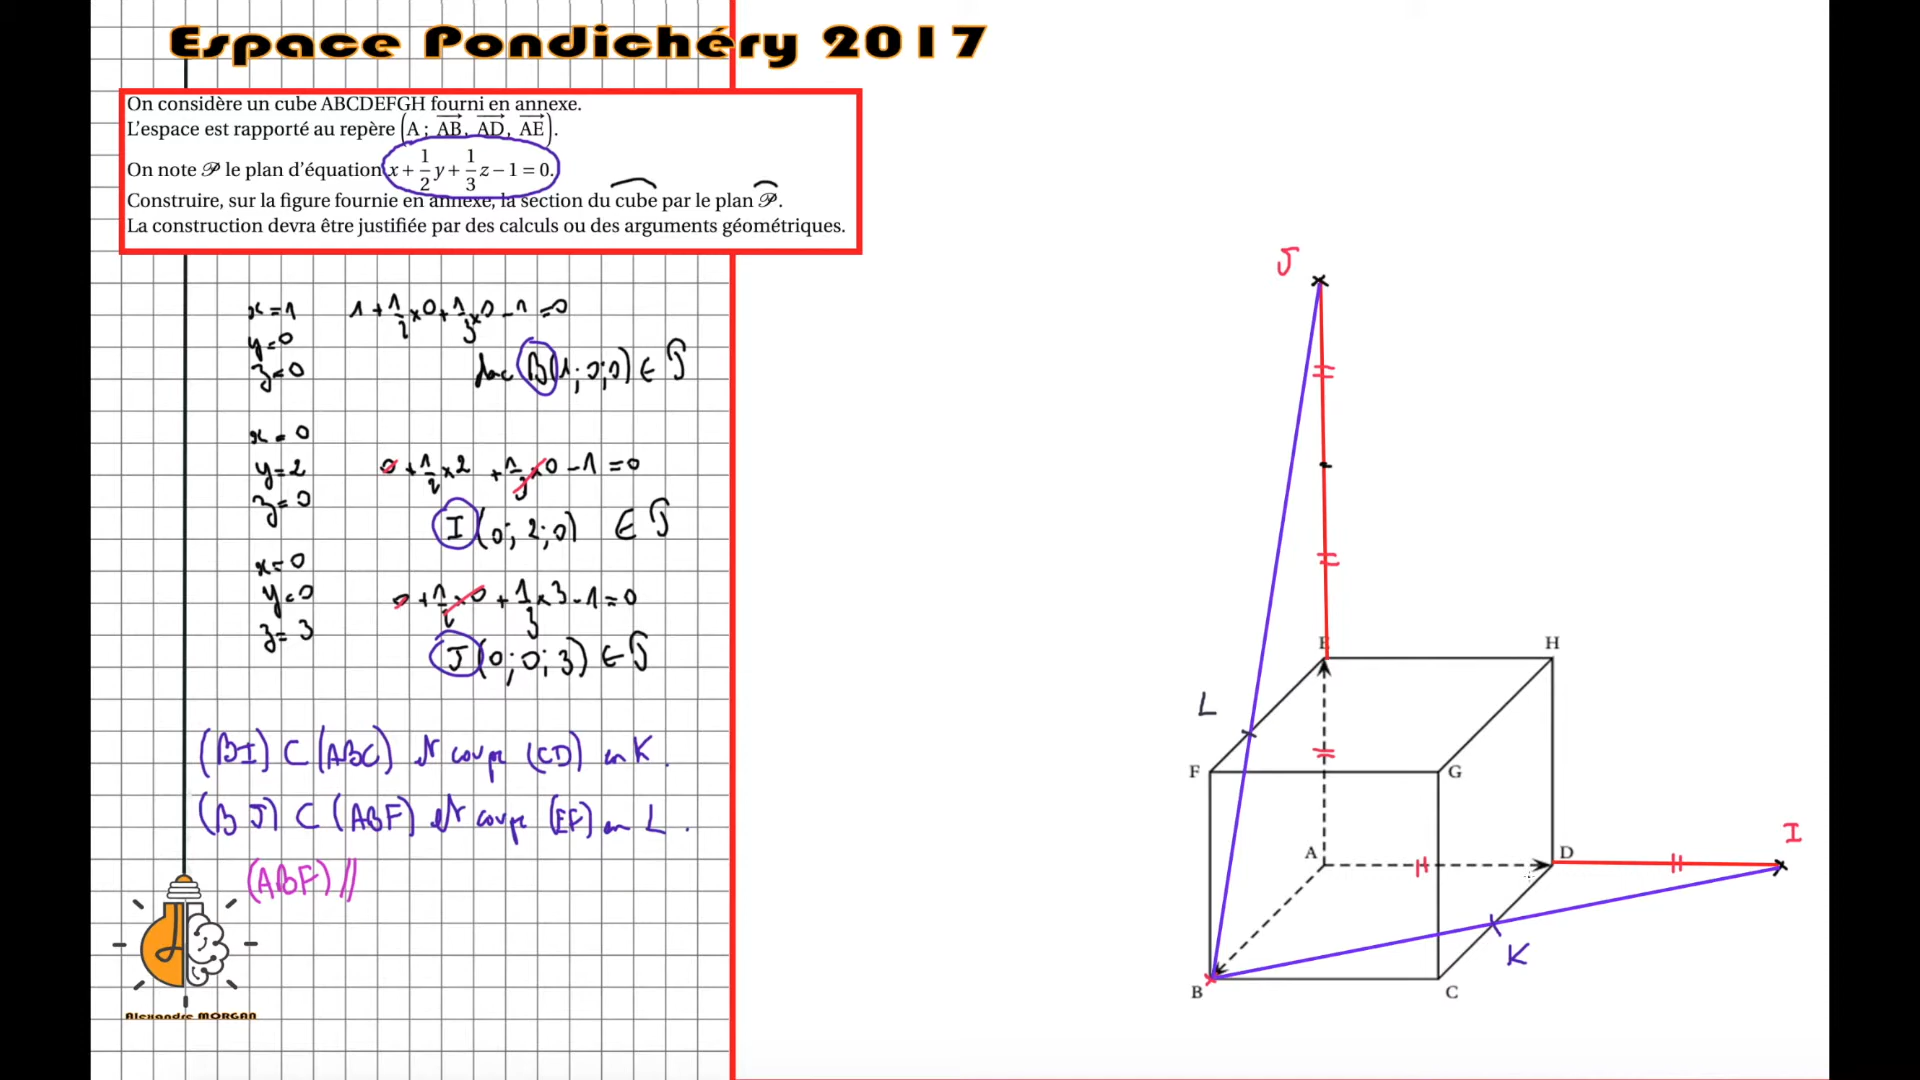 Espace Pondichéry 2017
On considère un cube ABCDEFGH fourni en annexe.
L'espace est rapporté au repère (A ; AB, AD, AE).
On note 𝒫 le plan d'équation x + 1/2 y + 1/3 z − 1 = 0.
Construire, sur la figure fournie en annexe, la section du cube par le plan 𝒫.
La construction devra être justifiée par des calculs ou des arguments géométriques.
x = 1
y = 0
z = 0
1 + 1/2 × 0 + 1/3 × 0 − 1 = 0
donc B(1 ; 0 ; 0) ∈ P
x = 0
y = 2
z = 0
0 + 1/2 × 2 + 1/3 × 0 − 1 = 0
I (0 ; 2 ; 0) ∈ P
x = 0
y = 0
z = 3
0 + 1/2 × 0 + 1/3 × 3 − 1 = 0
J (0 ; 0 ; 3) ∈ P
(BI) ⊂ (ABC) et coupe (CD) en K.
(BJ) ⊂ (ABF) et coupe (EF) en L.
(ABF) //
Alexandre MORGAN
J
E
H
L
F
G
I
A
D
K
B
C